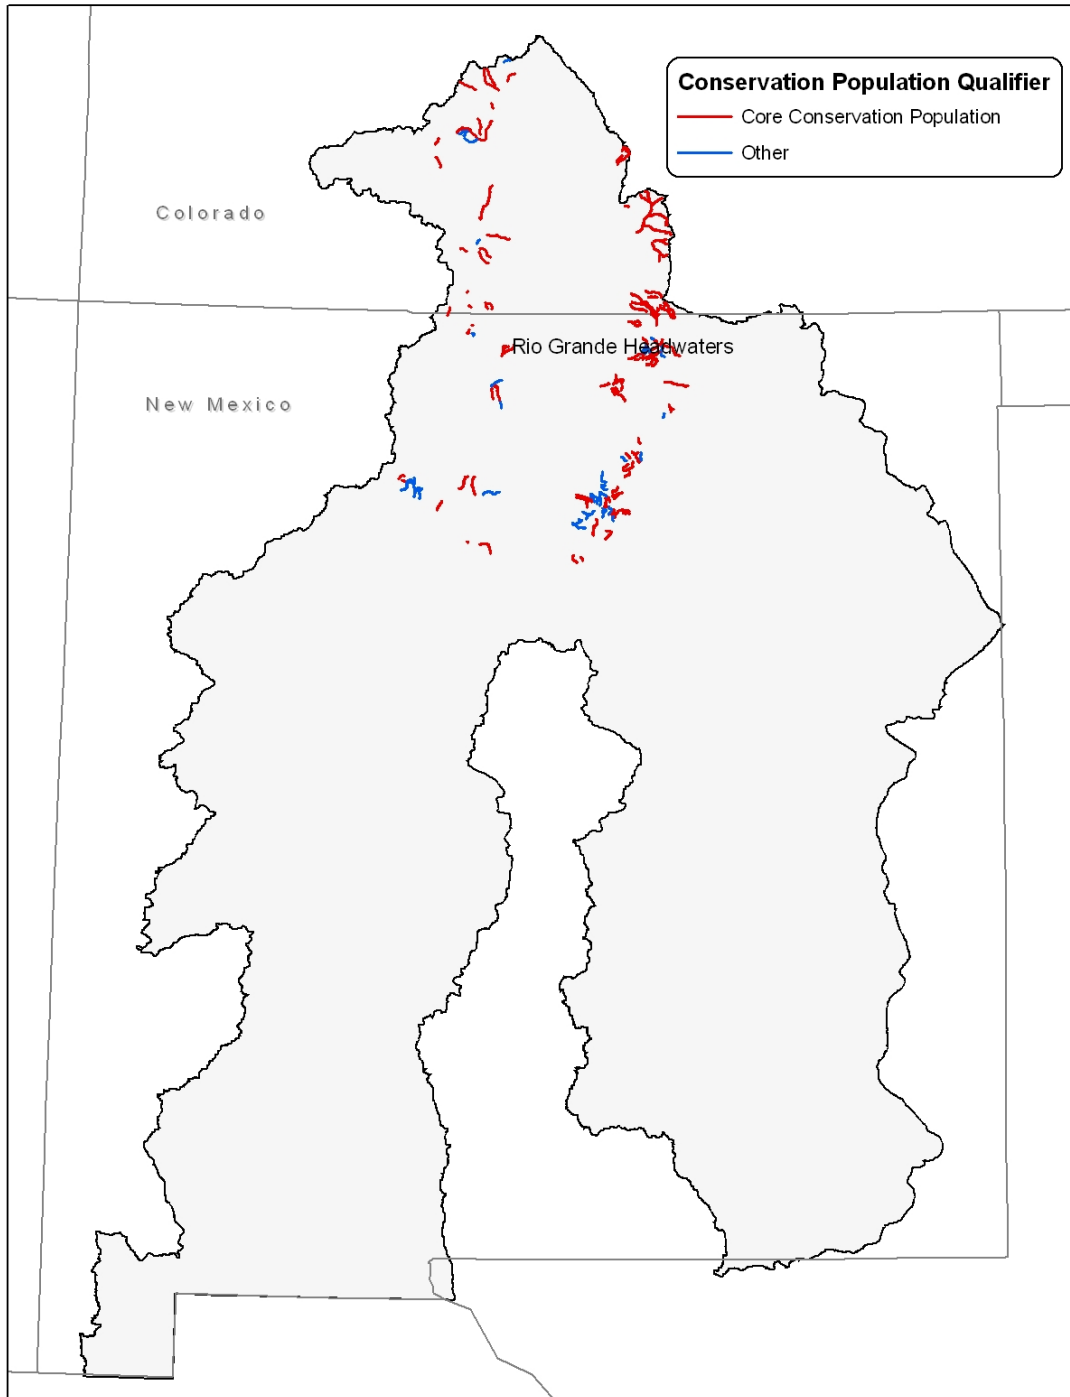 Conservation Population Qualifier
Core Conservation Population
Other
Colorado
Rio Grande Headwaters
New Mexico